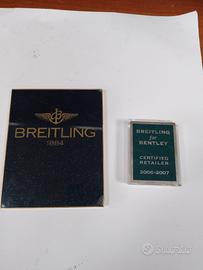 BREITLING
1884
BREITLING
for
BENTLEY
CERTIFIED
RETAILER
2006-2007